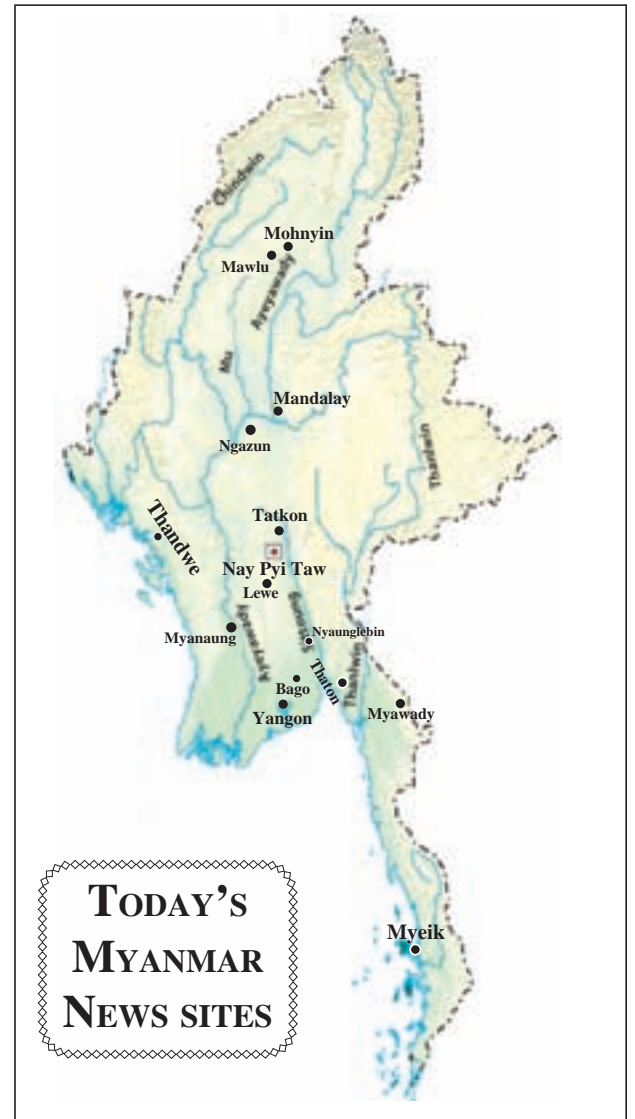 Chindwin
Mohnyin
Mawlu
Ayeyawady
Mu
Mandalay
Ngazun
Thanlwin
Tatkon
Thandwe
Nay Pyi Taw
Lewe
Sittoung
Myanaung
Ayeyawady
Nyaunglebin
Thaton
Thanlwin
Bago
Yangon
Myawady
Myeik
TODAY'S
MYANMAR
NEWS SITES